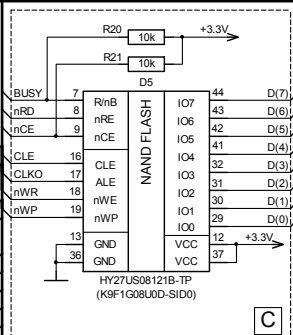 R20
10k
+3.3V
R21
10k
D5
BUSY 7 R/nB IO7 44 D(7)
nRD 8 nRE IO6 43 D(6)
nCE 9 nCE IO5 42 D(5)
IO4 41 D(4)
CLE 16 CLE IO3 32 D(3)
CLKO 17 ALE IO2 31 D(2)
nWR 18 nWE IO1 30 D(1)
nWP 19 nWP IO0 29 D(0)
NAND FLASH
13 GND VCC 12 +3.3V
36 GND VCC 37
HY27US08121B-TP
(K9F1G08U0D-SID0)
C